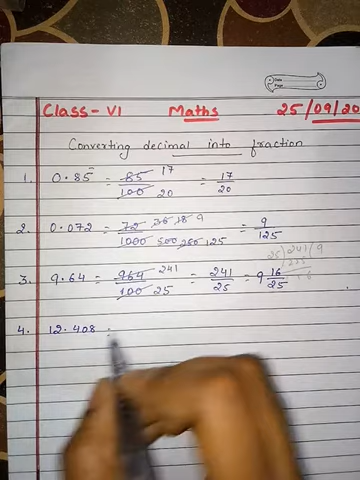 Date
Page
Class - VI Maths 25/09/20
Converting decimal into fraction
1. 0.85 = 85/100 17/20 = 17/20
2. 0.072 = 72/1000 36/500 18/250 9/125 = 9/125
3. 9.64 = 964/100 241/25 = 241/25 = 9 16/25
4. 12.408 =